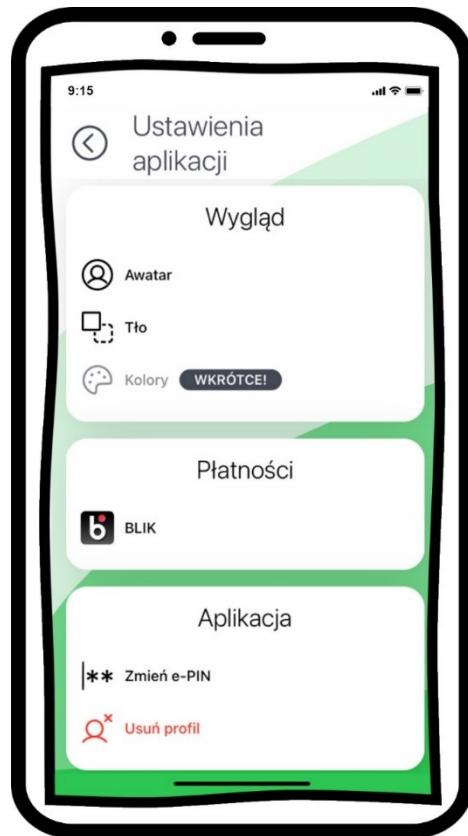 9:15
Ustawienia
aplikacji
Wygląd
Awatar
Tło
Kolory WKRÓTCE!
Płatności
BLIK
Aplikacja
|** Zmień e-PIN
Usuń profil